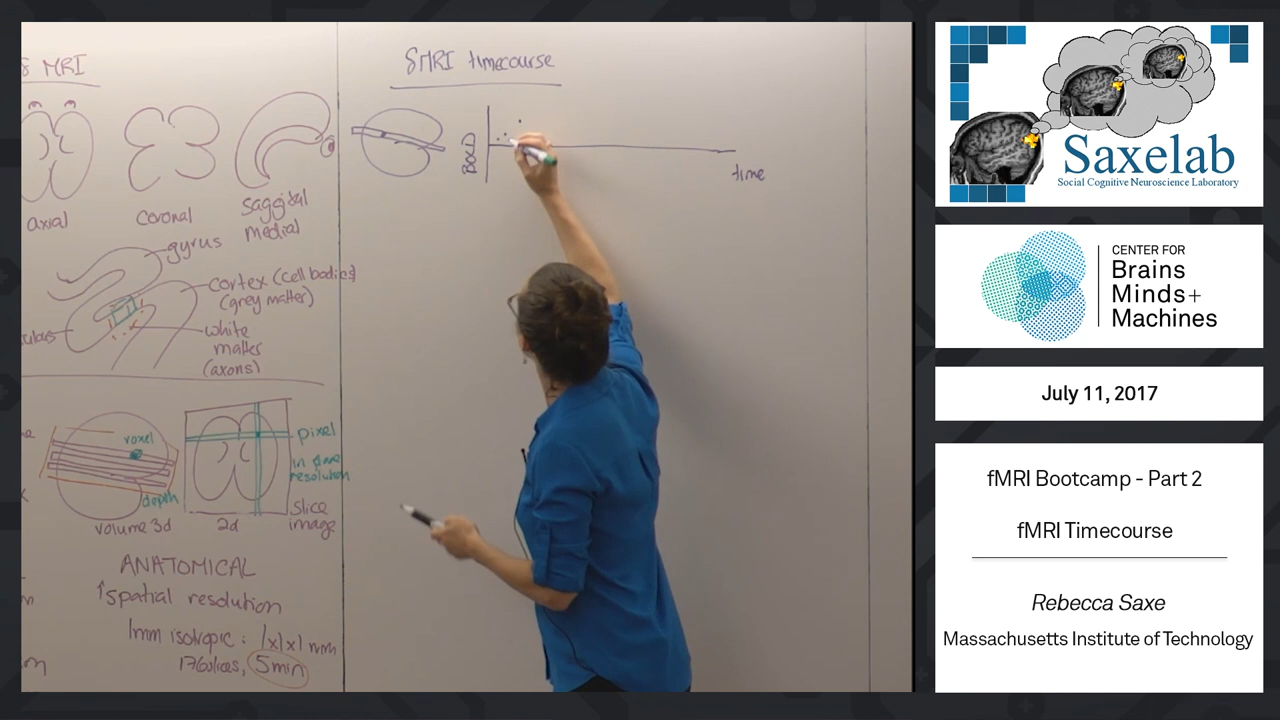 MRI
axial
Coronal
saggital
medial
gyrus
cortex (cell bodies)
(grey matter)
white
matter
(axons)
voxel
depth
volume 3d
2d
pixel
in plane
resolution
slice
image
ANATOMICAL
↑spatial resolution
1mm isotropic: 1x1x1 mm
176 slices, 5min
fMRI timecourse
BOLD
time
Saxelab
Social Cognitive Neuroscience Laboratory
CENTER FOR
Brains
Minds+
Machines
July 11, 2017
fMRI Bootcamp - Part 2
fMRI Timecourse
Rebecca Saxe
Massachusetts Institute of Technology